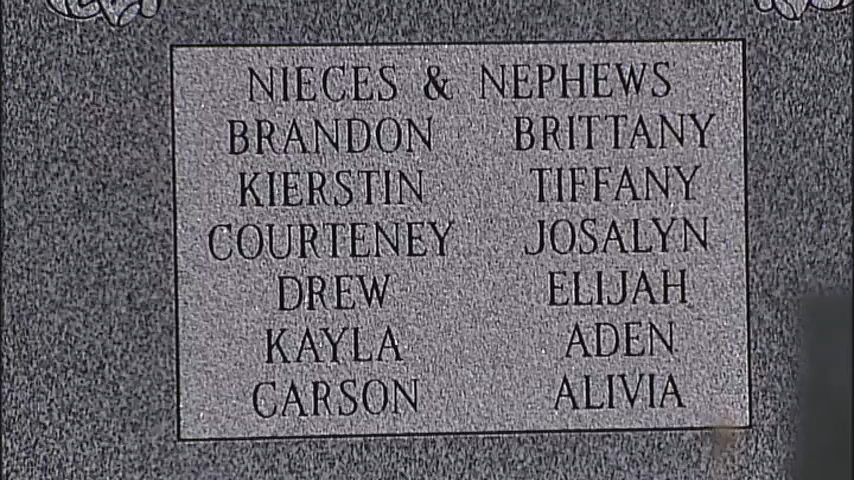 NIECES & NEPHEWS
BRANDON BRITTANY
KIERSTIN TIFFANY
COURTENEY JOSALYN
DREW ELIJAH
KAYLA ADEN
CARSON ALIVIA